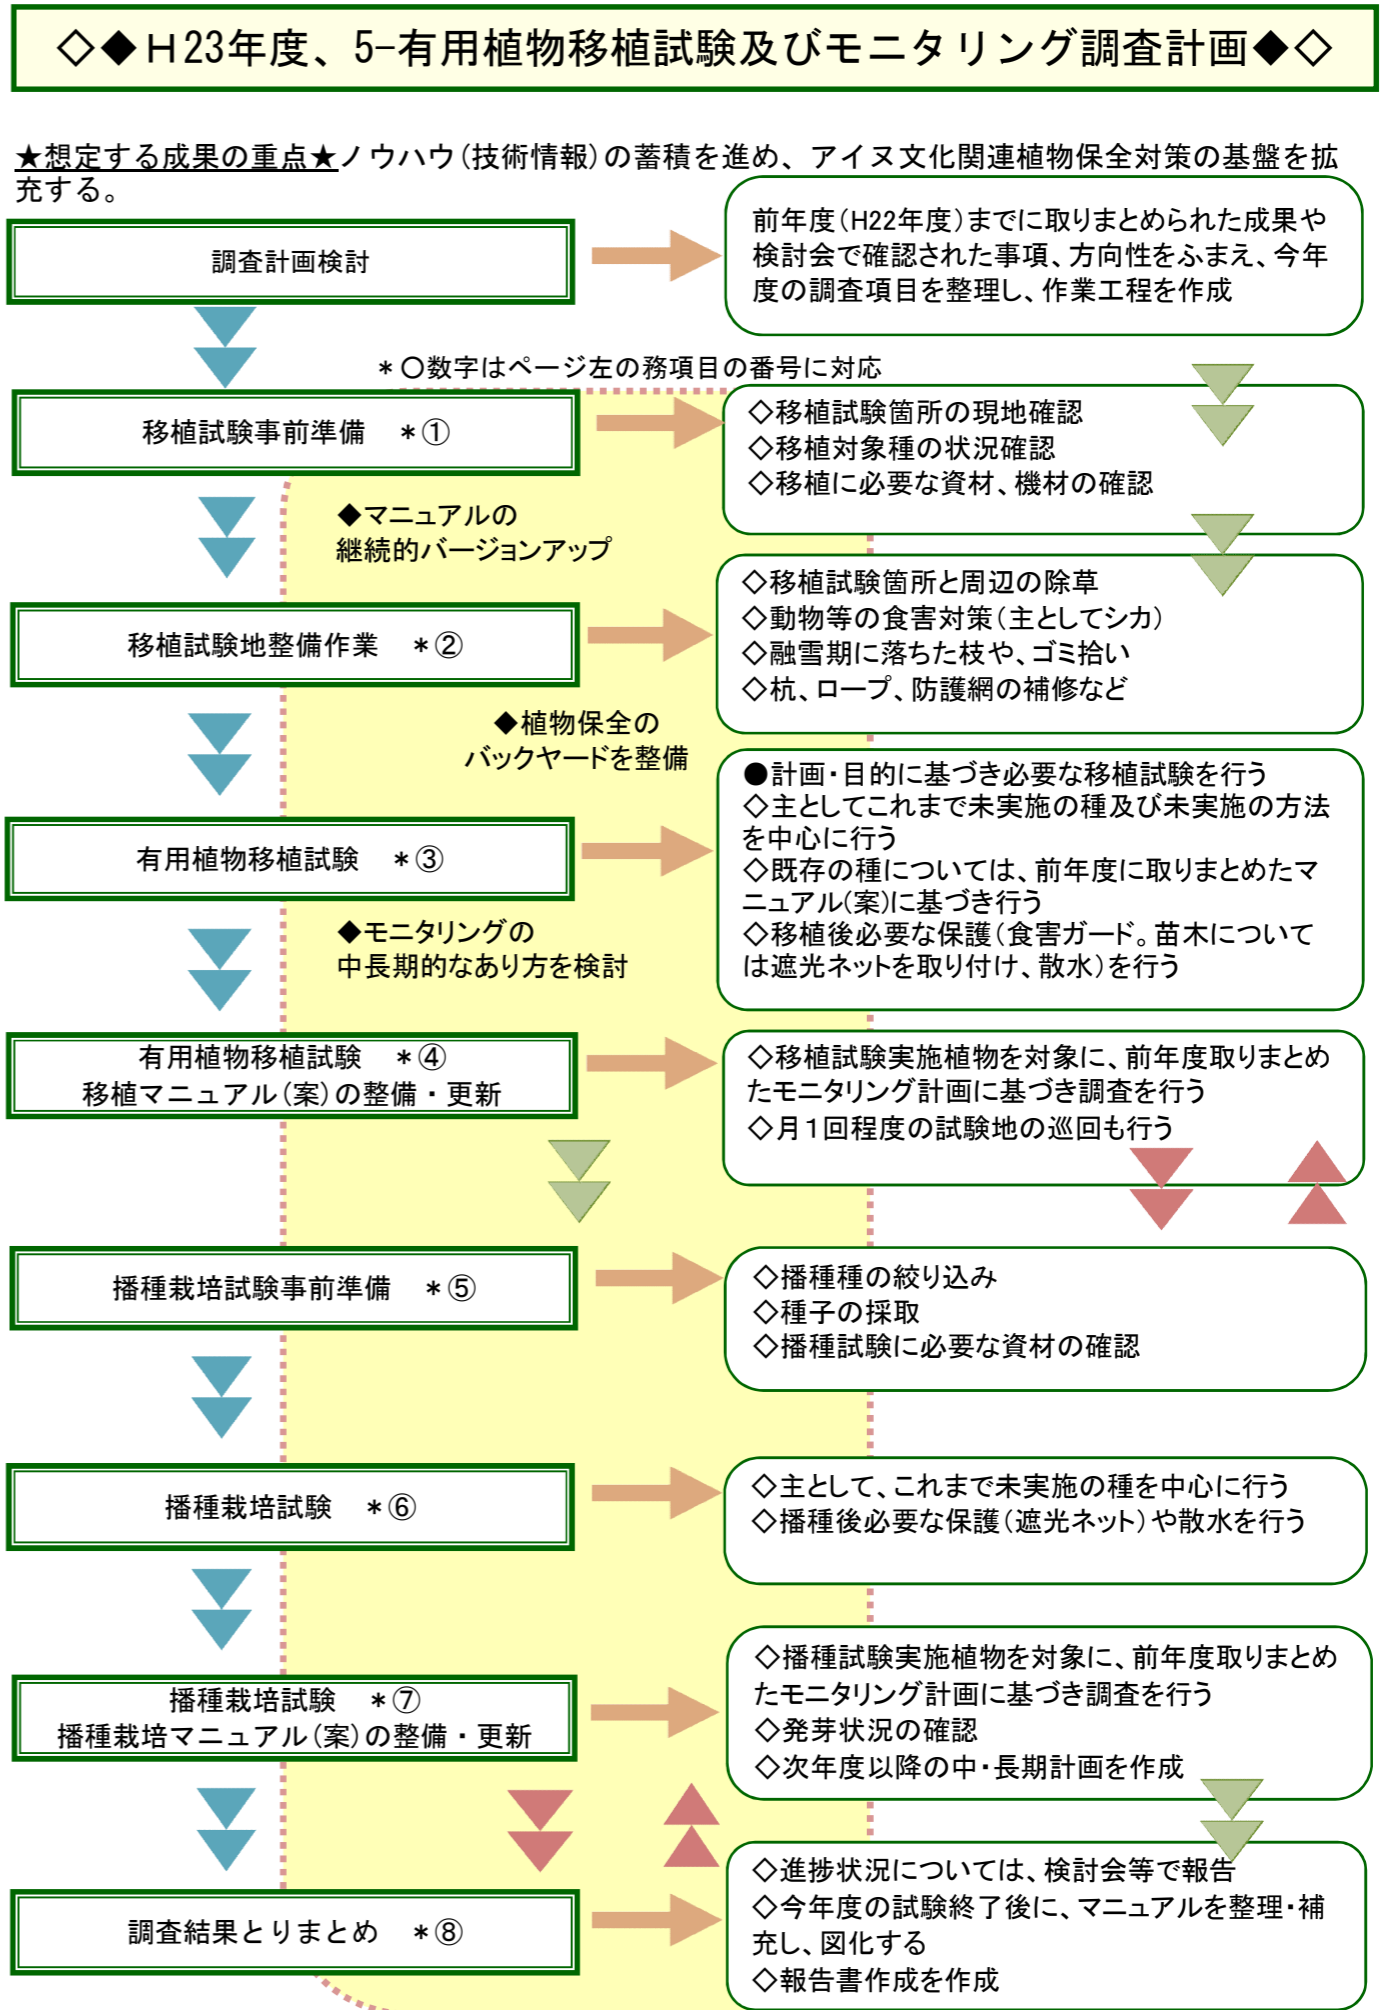 ◇◆Ｈ23年度、5-有用植物移植試験及びモニタリング調査計画◆◇
★想定する成果の重点★ノウハウ(技術情報)の蓄積を進め、アイヌ文化関連植物保全対策の基盤を拡
充する。
調査計画検討
前年度(H22年度)までに取りまとめられた成果や
検討会で確認された事項、方向性をふまえ、今年
度の調査項目を整理し、作業工程を作成
＊〇数字はページ左の務項目の番号に対応
移植試験事前準備　＊①
◇移植試験箇所の現地確認
◇移植対象種の状況確認
◇移植に必要な資材、機材の確認
◆マニュアルの
継続的バージョンアップ
移植試験地整備作業　＊②
◇移植試験箇所と周辺の除草
◇動物等の食害対策(主としてシカ)
◇融雪期に落ちた枝や、ゴミ拾い
◇杭、ロープ、防護網の補修など
◆植物保全の
バックヤードを整備
有用植物移植試験　＊③
●計画・目的に基づき必要な移植試験を行う
◇主としてこれまで未実施の種及び未実施の方法
を中心に行う
◇既存の種については、前年度に取りまとめたマ
ニュアル(案)に基づき行う
◇移植後必要な保護(食害ガード。苗木について
は遮光ネットを取り付け、散水)を行う
◆モニタリングの
中長期的なあり方を検討
有用植物移植試験　＊④
移植マニュアル(案)の整備・更新
◇移植試験実施植物を対象に、前年度取りまとめ
たモニタリング計画に基づき調査を行う
◇月１回程度の試験地の巡回も行う
播種栽培試験事前準備　＊⑤
◇播種種の絞り込み
◇種子の採取
◇播種試験に必要な資材の確認
播種栽培試験　＊⑥
◇主として、これまで未実施の種を中心に行う
◇播種後必要な保護(遮光ネット)や散水を行う
播種栽培試験　＊⑦
播種栽培マニュアル(案)の整備・更新
◇播種試験実施植物を対象に、前年度取りまとめ
たモニタリング計画に基づき調査を行う
◇発芽状況の確認
◇次年度以降の中・長期計画を作成
調査結果とりまとめ　＊⑧
◇進捗状況については、検討会等で報告
◇今年度の試験終了後に、マニュアルを整理・補
充し、図化する
◇報告書作成を作成